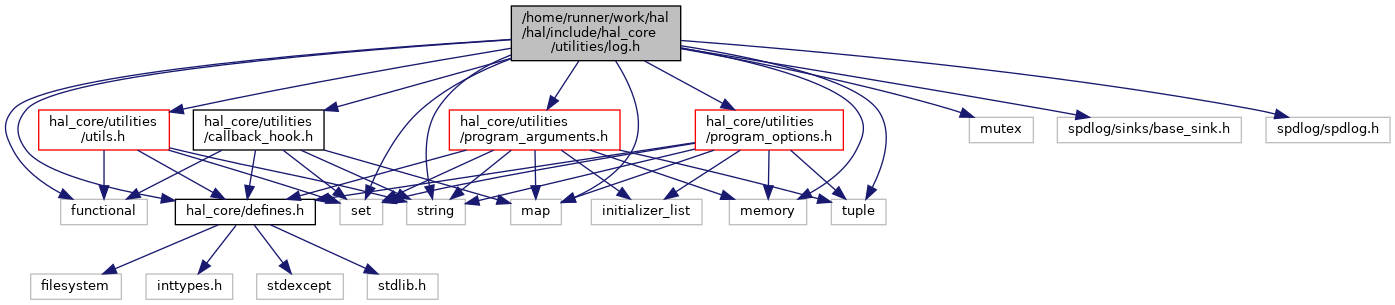 /home/runner/work/hal
/hal/include/hal_core
/utilities/log.h
hal_core/utilities
/utils.h
hal_core/utilities
/callback_hook.h
hal_core/utilities
/program_arguments.h
hal_core/utilities
/program_options.h
mutex
spdlog/sinks/base_sink.h
spdlog/spdlog.h
functional
hal_core/defines.h
set
string
map
initializer_list
memory
tuple
filesystem
inttypes.h
stdexcept
stdlib.h